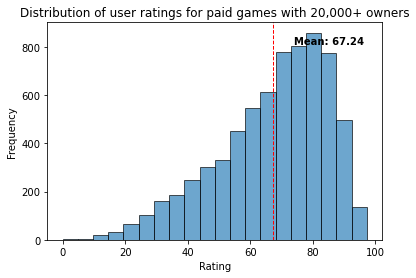 Distribution of user ratings for paid games with 20,000+ owners
Mean: 67.24
Frequency
800
600
400
200
0
0 20 40 60 80 100
Rating